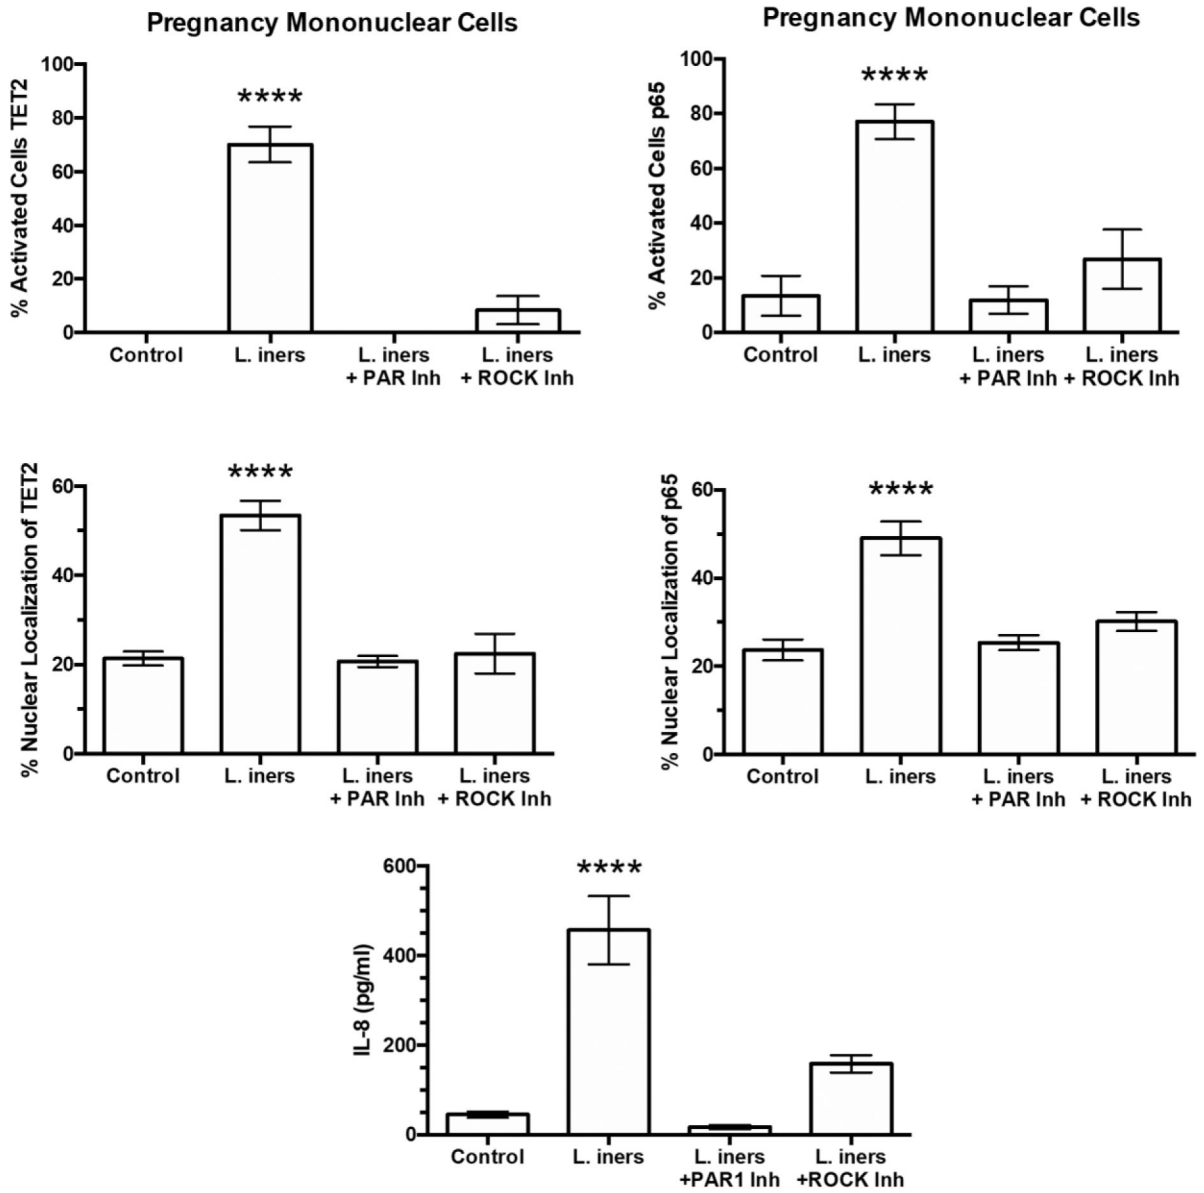 Pregnancy Mononuclear Cells
% Activated Cells TET2
100
80
60
40
20
0
****
Control
L. iners
L. iners
+ PAR Inh
L. iners
+ ROCK Inh
Pregnancy Mononuclear Cells
% Activated Cells p65
100
80
60
40
20
0
****
Control
L. iners
L. iners
+ PAR Inh
L. iners
+ ROCK Inh
% Nuclear Localization of TET2
60
40
20
0
****
Control
L. iners
L. iners
+ PAR Inh
L. iners
+ ROCK Inh
% Nuclear Localization of p65
60
40
20
0
****
Control
L. iners
L. iners
+ PAR Inh
L. iners
+ ROCK Inh
IL-8 (pg/ml)
600
400
200
0
****
Control
L. iners
L. iners
+PAR1 Inh
L. iners
+ROCK Inh